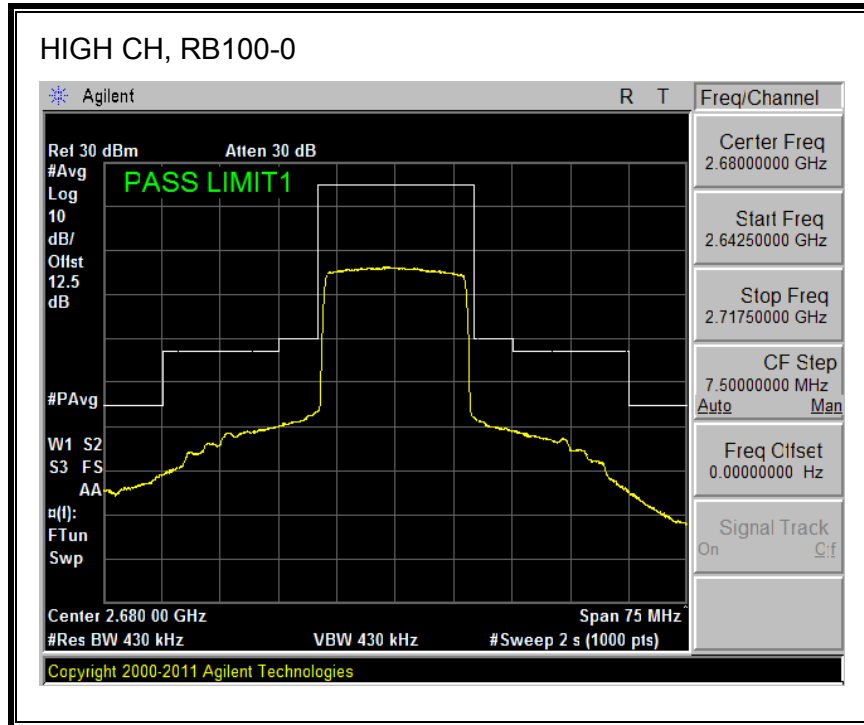 HIGH CH, RB100-0
Agilent R T
Freq/Channel
Ref 30 dBm Atten 30 dB
#Avg
Log
10
dB/
Offst
12.5
dB
PASS LIMIT1
#PAvg
W1 S2
S3 FS
AA
¤(f):
FTun
Swp
Center 2.680 00 GHz Span 75 MHz
#Res BW 430 kHz VBW 430 kHz #Sweep 2 s (1000 pts)
Copyright 2000-2011 Agilent Technologies
Center Freq
2.68000000 GHz
Start Freq
2.64250000 GHz
Stop Freq
2.71750000 GHz
CF Step
7.50000000 MHz
Auto Man
Freq Offset
0.00000000 Hz
Signal Track
On Off